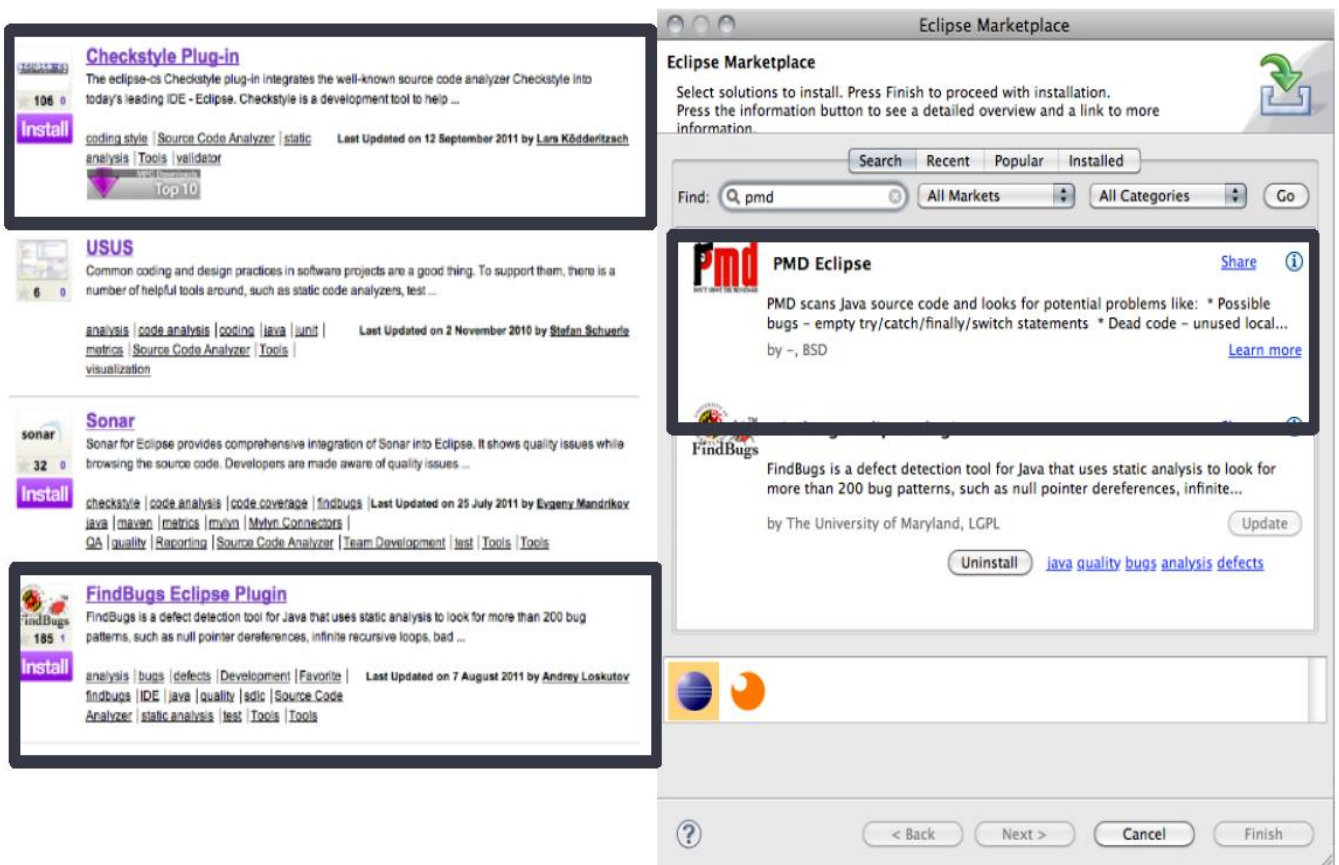 Checkstyle Plug-in
The eclipse-cs Checkstyle plug-in integrates the well-known source code analyzer Checkstyle into
today's leading IDE - Eclipse. Checkstyle is a development tool to help ...
106 0
Install
coding style | Source Code Analyzer | static
analysis | Tools | validator
Last Updated on 12 September 2011 by Lars Ködderitzsch
MPC Downloads
Top 10
USUS
Common coding and design practices in software projects are a good thing. To support them, there is a
number of helpful tools around, such as static code analyzers, test ...
6 0
analysis | code analysis | coding | java | junit |
metrics | Source Code Analyzer | Tools |
visualization
Last Updated on 2 November 2010 by Stefan Schuerle
sonar
Sonar
Sonar for Eclipse provides comprehensive integration of Sonar into Eclipse. It shows quality issues while
browsing the source code. Developers are made aware of quality issues ...
32 0
Install
checkstyle | code analysis | code coverage | findbugs | Last Updated on 25 July 2011 by Evgeny Mandrikov
java | maven | metrics | mylyn | Mylyn Connectors |
QA | quality | Reporting | Source Code Analyzer | Team Development | test | Tools | Tools
FindBugs Eclipse Plugin
FindBugs is a defect detection tool for Java that uses static analysis to look for more than 200 bug
patterns, such as null pointer dereferences, infinite recursive loops, bad ...
FindBugs
185 1
Install
analysis | bugs | defects | Development | Favorite |
findbugs | IDE | java | quality | sdlc | Source Code
Analyzer | static analysis | test | Tools | Tools
Last Updated on 7 August 2011 by Andrey Loskutov
Eclipse Marketplace
Eclipse Marketplace
Select solutions to install. Press Finish to proceed with installation.
Press the information button to see a detailed overview and a link to more
information.
Search Recent Popular Installed
Find: pmd All Markets All Categories Go
Pmd
PMD Eclipse Share
PMD scans Java source code and looks for potential problems like: * Possible
bugs – empty try/catch/finally/switch statements * Dead code – unused local...
by –, BSD Learn more
FindBugs
FindBugs is a defect detection tool for Java that uses static analysis to look for
more than 200 bug patterns, such as null pointer dereferences, infinite...
by The University of Maryland, LGPL Update
Uninstall java quality bugs analysis defects
? < Back Next > Cancel Finish